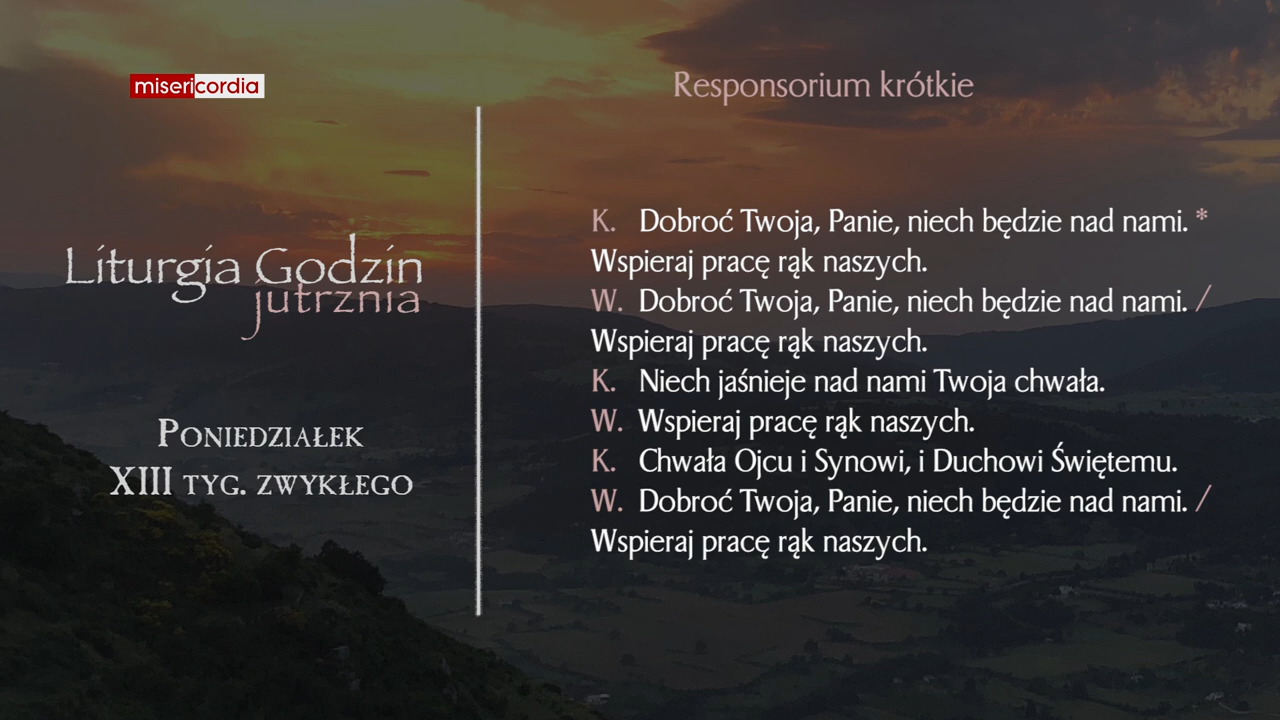 misericordia
Liturgia Godzin
jutrznia
Poniedziałek
XIII tyg. zwykłego
Responsorium krótkie
K. Dobroć Twoja, Panie, niech będzie nad nami. *
Wspieraj pracę rąk naszych.
W. Dobroć Twoja, Panie, niech będzie nad nami. /
Wspieraj pracę rąk naszych.
K. Niech jaśnieje nad nami Twoja chwała.
W. Wspieraj pracę rąk naszych.
K. Chwała Ojcu i Synowi, i Duchowi Świętemu.
W. Dobroć Twoja, Panie, niech będzie nad nami. /
Wspieraj pracę rąk naszych.